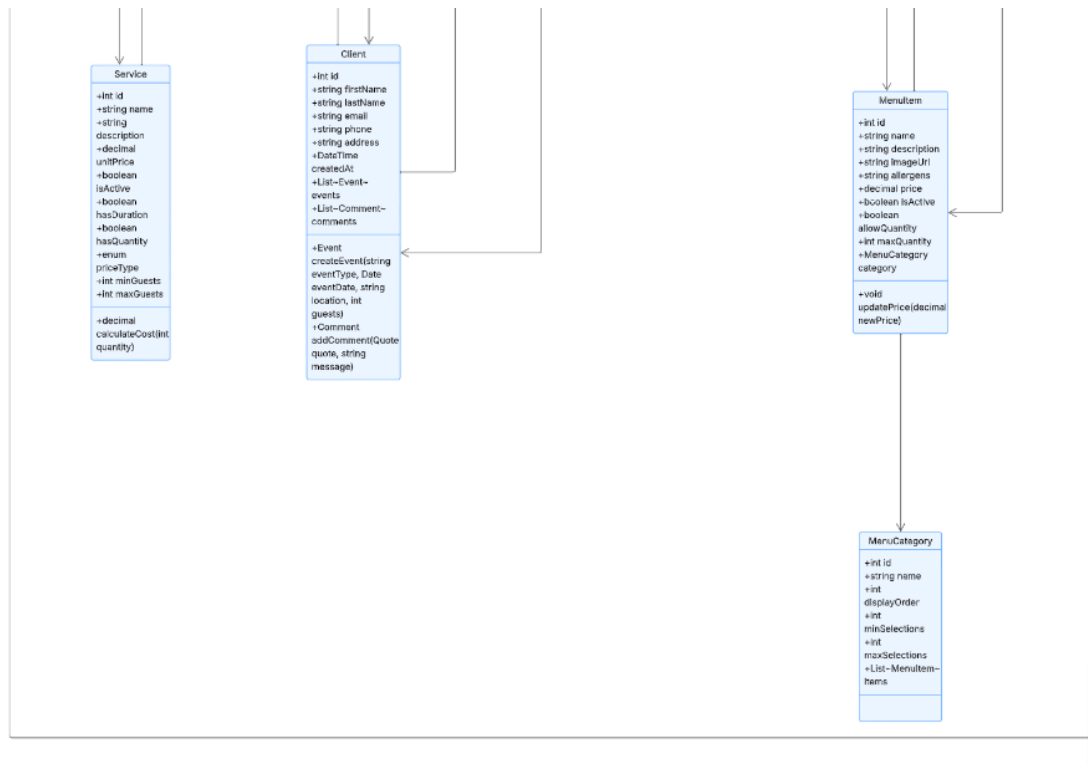 Service
+int id
+string name
+string
description
+decimal
unitPrice
+boolean
isActive
+boolean
hasDuration
+boolean
hasQuantity
+enum
priceType
+int minGuests
+int maxGuests
+decimal
calculateCost(int
quantity)
Client
+int id
+string firstName
+string lastName
+string email
+string phone
+string address
+DateTime
createdAt
+List~Event~
events
+List~Comment~
comments
+Event
createEvent(string
eventType, Date
eventDate, string
location, int
guests)
+Comment
addComment(Quote
quote, string
message)
MenuItem
+int id
+string name
+string description
+string imageUrl
+string allergens
+decimal price
+boolean isActive
+boolean
allowQuantity
+int maxQuantity
+MenuCategory
category
+void
updatePrice(decimal
newPrice)
MenuCategory
+int id
+string name
+int
displayOrder
+int
minSelections
+int
maxSelections
+List~MenuItem~
items